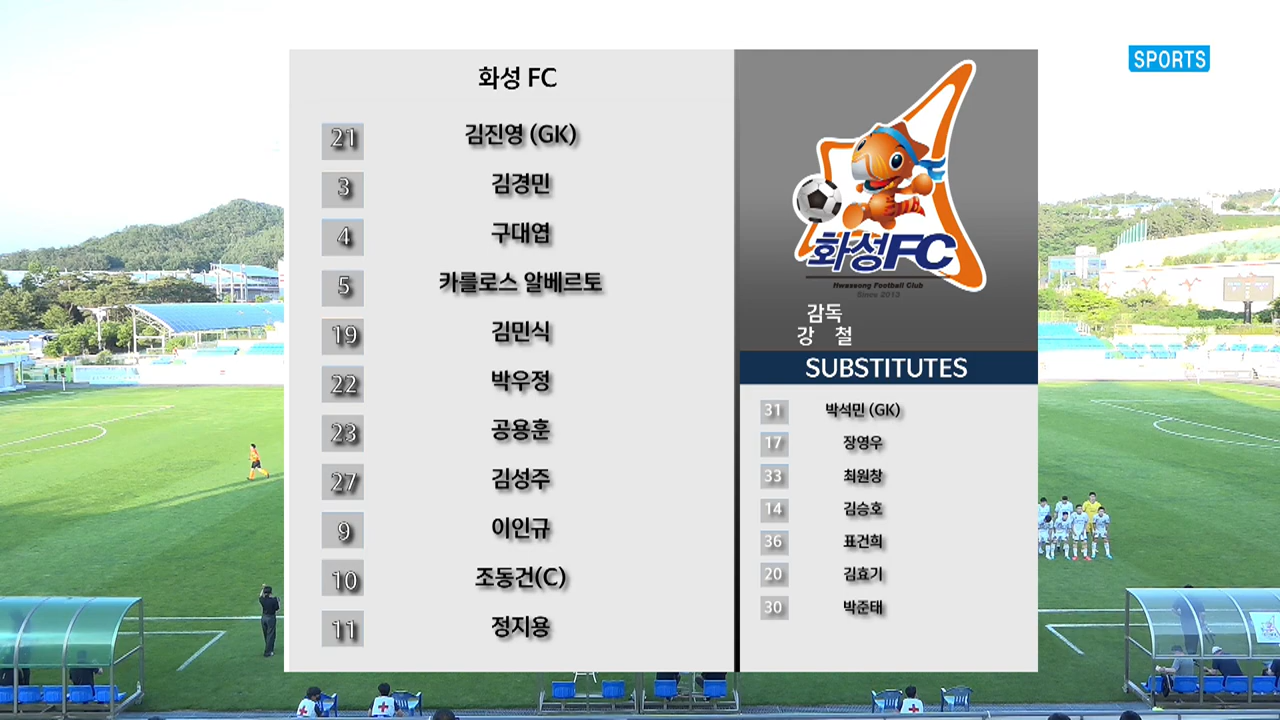 SPORTS
화성 FC
21 김진영 (GK)
3 김경민
4 구대엽
5 카를로스 알베르토
19 김민식
22 박우정
23 공용훈
27 김성주
9 이인규
10 조동건(C)
11 정지용
화성FC
Hwaseong Football Club
Since 2013
감독
강 철
SUBSTITUTES
31 박석민 (GK)
17 장영우
33 최원창
14 김승호
36 표건희
20 김효기
30 박준태